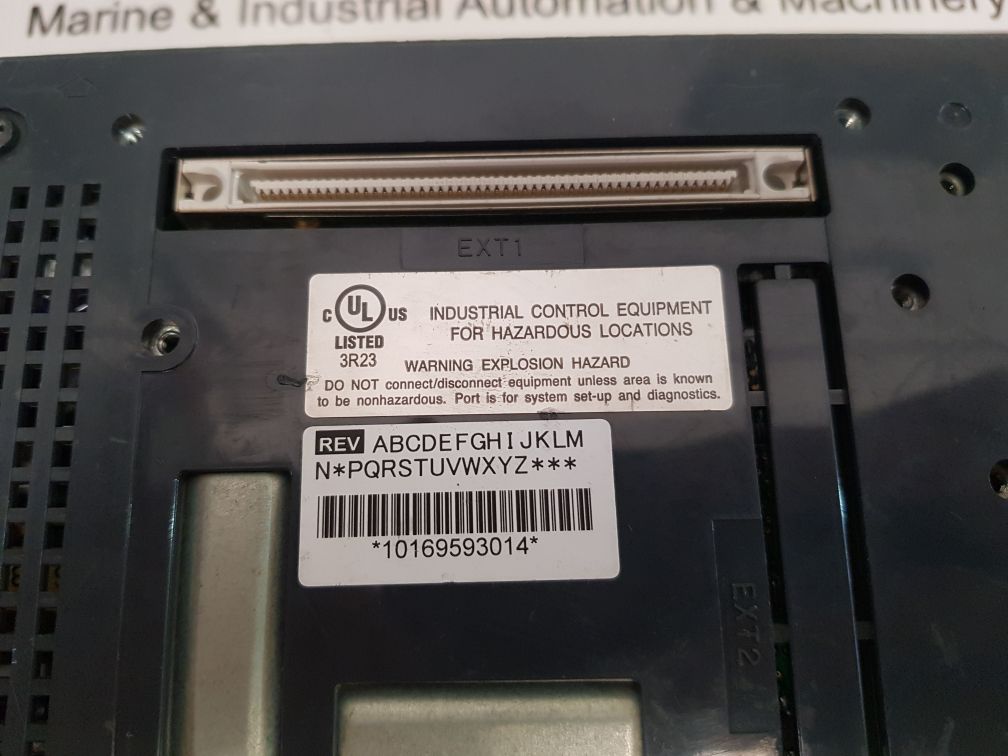 Marine & Industrial Automation & Machinery
EXT1
C UL US
LISTED
3R23
INDUSTRIAL CONTROL EQUIPMENT
FOR HAZARDOUS LOCATIONS
WARNING EXPLOSION HAZARD
DO NOT connect/disconnect equipment unless area is known
to be nonhazardous. Port is for system set-up and diagnostics.
REV ABCDEFGHIJKLM
N*PQRSTUVWXYZ***
*10169593014*
EXT2